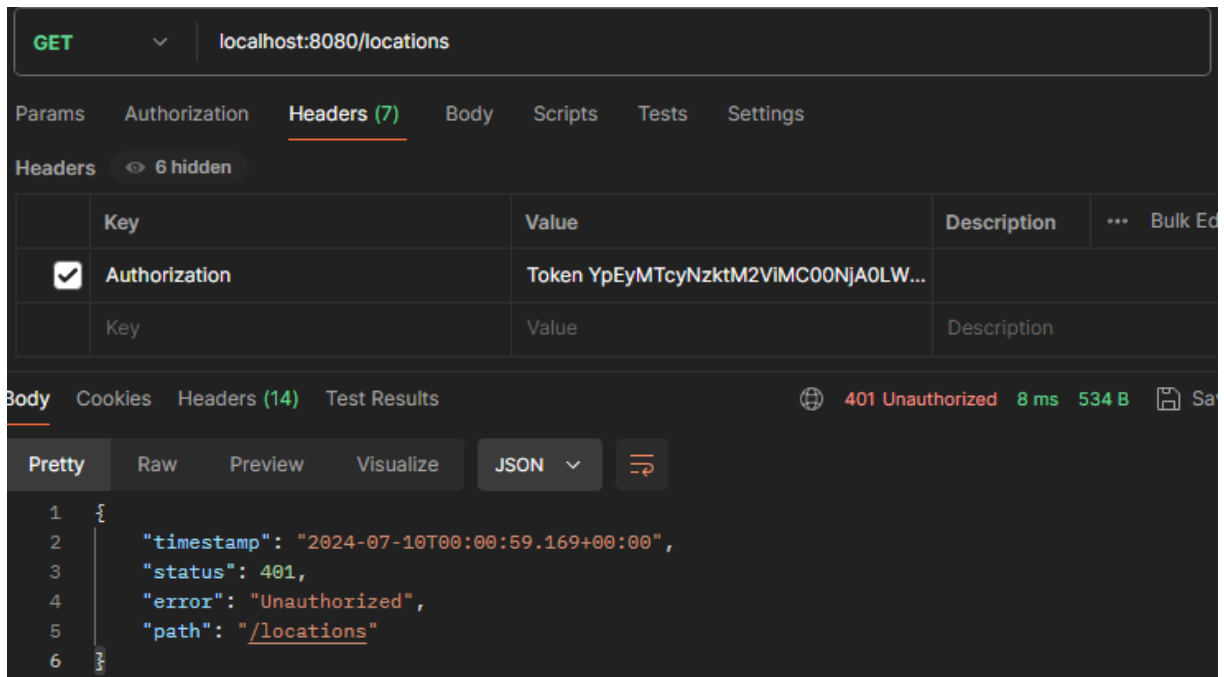 GET localhost:8080/locations
Params Authorization Headers (7) Body Scripts Tests Settings
Headers 6 hidden
Key Value Description ••• Bulk Ed
Authorization Token YpEyMTcyNzktM2ViMC00NjA0LW...
Key Value Description
Body Cookies Headers (14) Test Results 401 Unauthorized 8 ms 534 B Sav
Pretty Raw Preview Visualize JSON
1 {
2 "timestamp": "2024-07-10T00:00:59.169+00:00",
3 "status": 401,
4 "error": "Unauthorized",
5 "path": "/locations"
6 }